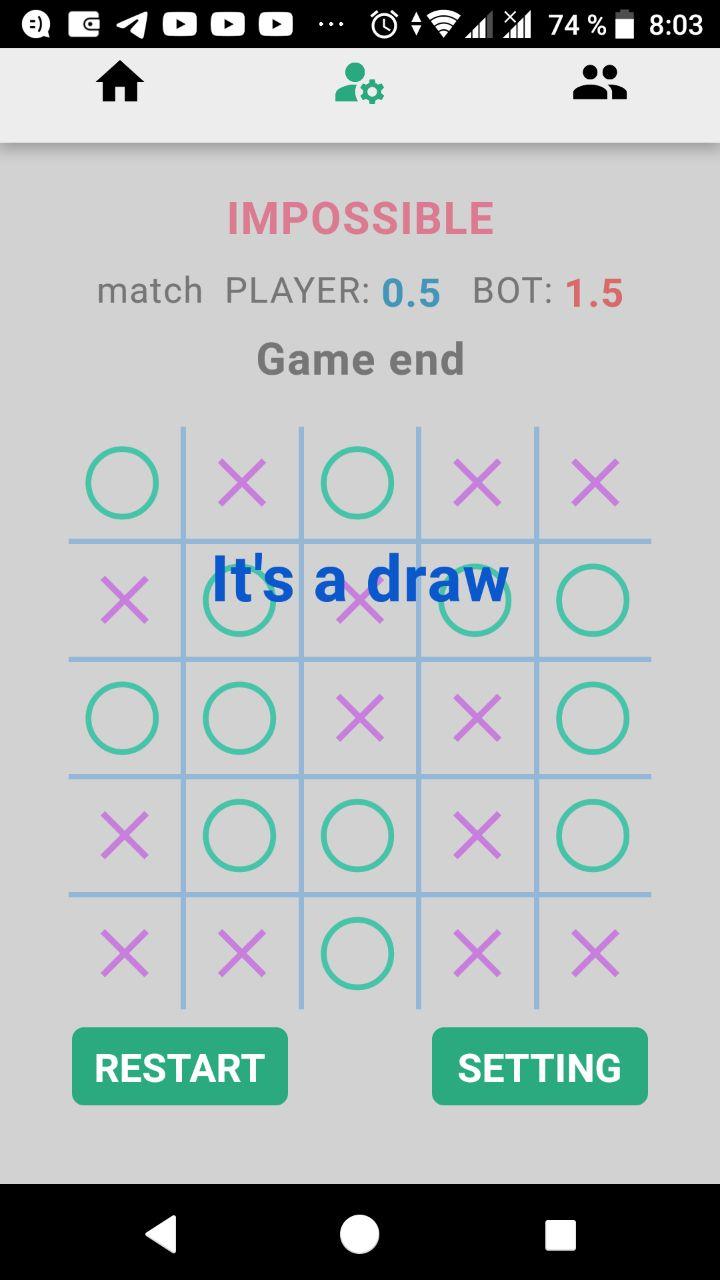 74 % 8:03
IMPOSSIBLE
match PLAYER: 0.5 BOT: 1.5
Game end
It's a draw
RESTART SETTING